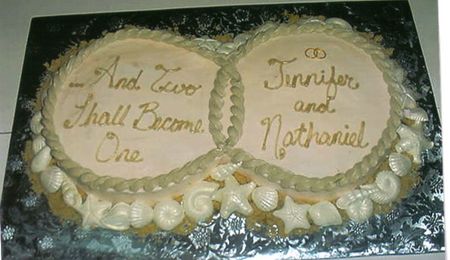 ... And Two
Shall Become
One
Jennifer
and
Nathaniel